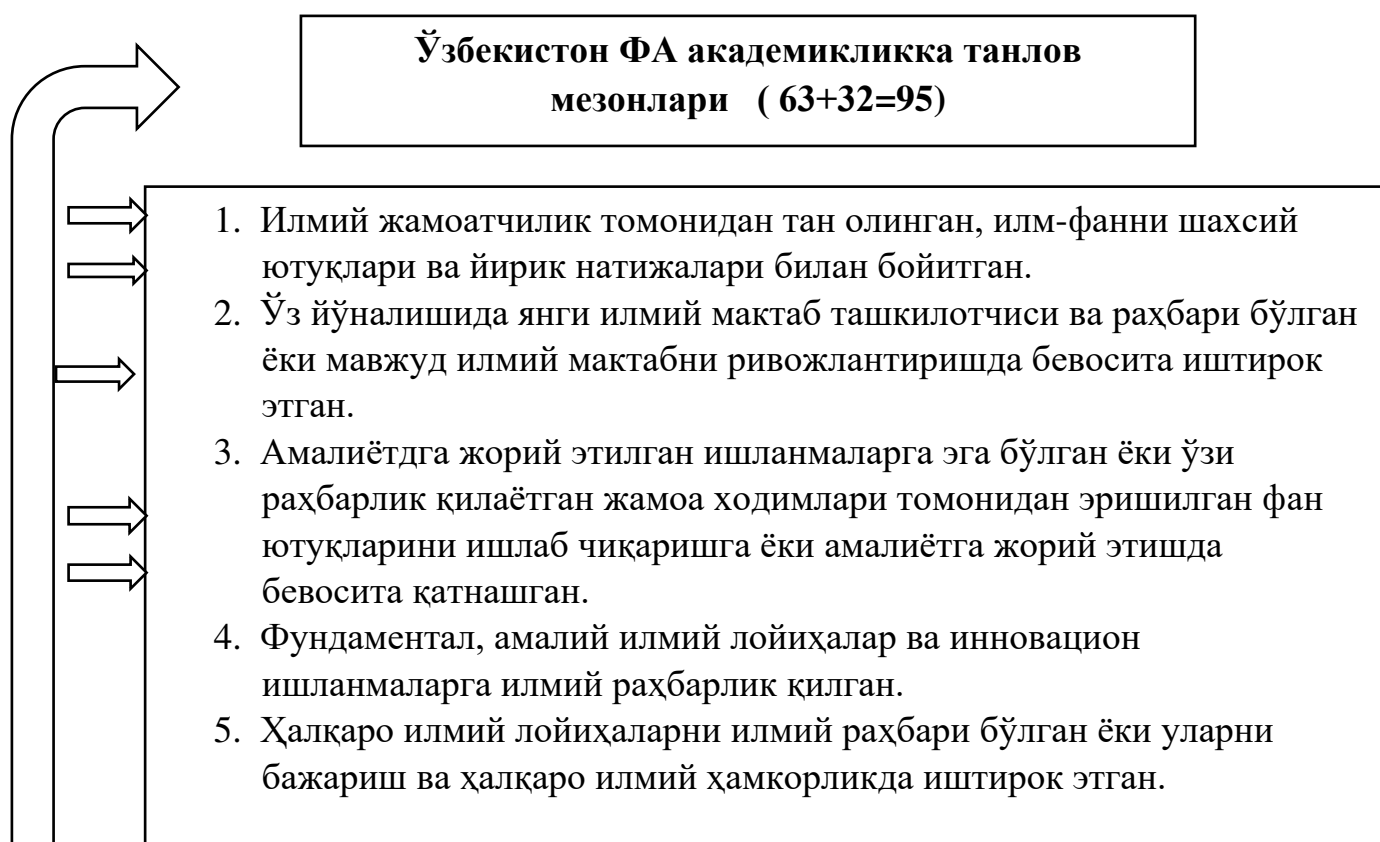 Ўзбекистон ФА академикликка танлов
мезонлари ( 63+32=95)
1. Илмий жамоатчилик томонидан тан олинган, илм-фанни шахсий
ютуқлари ва йирик натижалари билан бойитган.
2. Ўз йўналишида янги илмий мактаб ташкилотчиси ва раҳбари бўлган
ёки мавжуд илмий мактабни ривожлантиришда бевосита иштирок
этган.
3. Амалиётдга жорий этилган ишланмаларга эга бўлган ёки ўзи
раҳбарлик қилаётган жамоа ходимлари томонидан эришилган фан
ютуқларини ишлаб чиқаришга ёки амалиётга жорий этишда
бевосита қатнашган.
4. Фундаментал, амалий илмий лойиҳалар ва инновацион
ишланмаларга илмий раҳбарлик қилган.
5. Ҳалқаро илмий лойиҳаларни илмий раҳбари бўлган ёки уларни
бажариш ва ҳалқаро илмий ҳамкорликда иштирок этган.